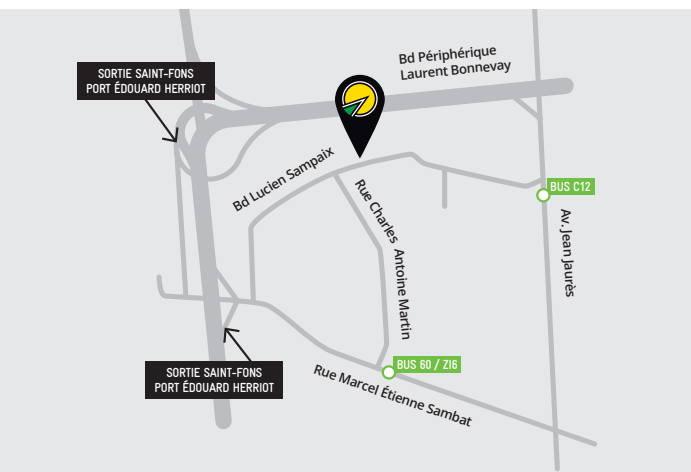 Bd Périphérique
Laurent Bonnevay
SORTIE SAINT-FONS
PORT ÉDOUARD HERRIOT
Bd Lucien Sampaix
BUS C12
Rue Charles Antoine Martin
Av. Jean Jaurès
BUS 60 / ZI6
SORTIE SAINT-FONS
PORT ÉDOUARD HERRIOT
Rue Marcel Étienne Sambat